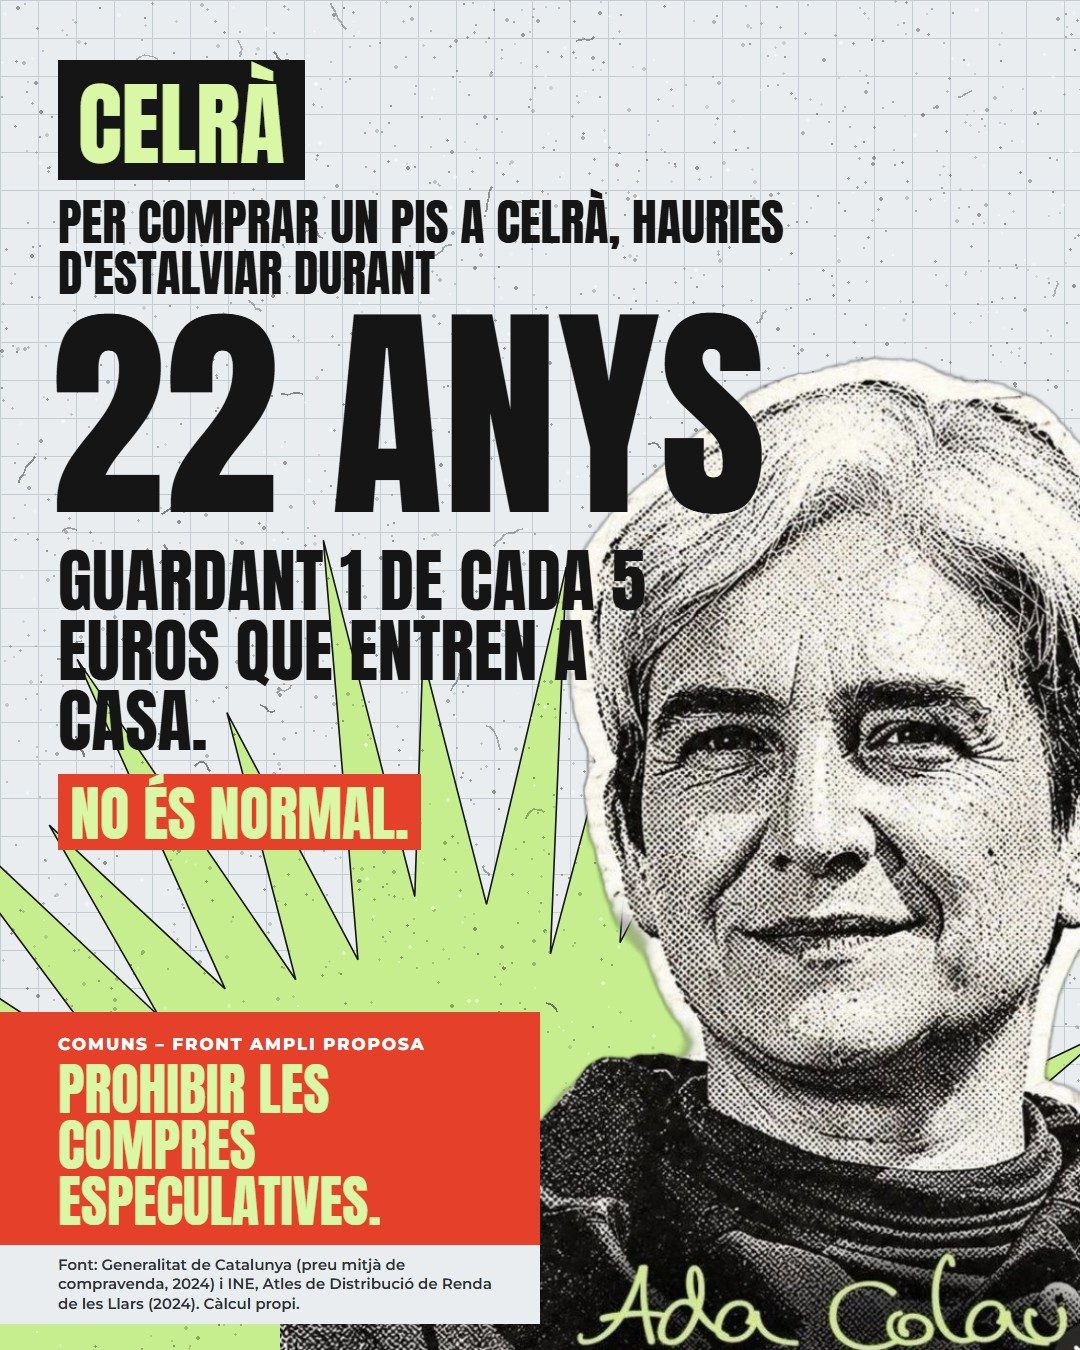 CELRÀ
PER COMPRAR UN PIS A CELRÀ, HAURIES
D'ESTALVIAR DURANT
22 ANYS
GUARDANT 1 DE CADA 5
EUROS QUE ENTREN A
CASA.
NO ÉS NORMAL.
COMUNS – FRONT AMPLI PROPOSA
PROHIBIR LES
COMPRES
ESPECULATIVES.
Font: Generalitat de Catalunya (preu mitjà de
compravenda, 2024) i INE, Atles de Distribució de Renda
de les Llars (2024). Càlcul propi.
Ada Colau